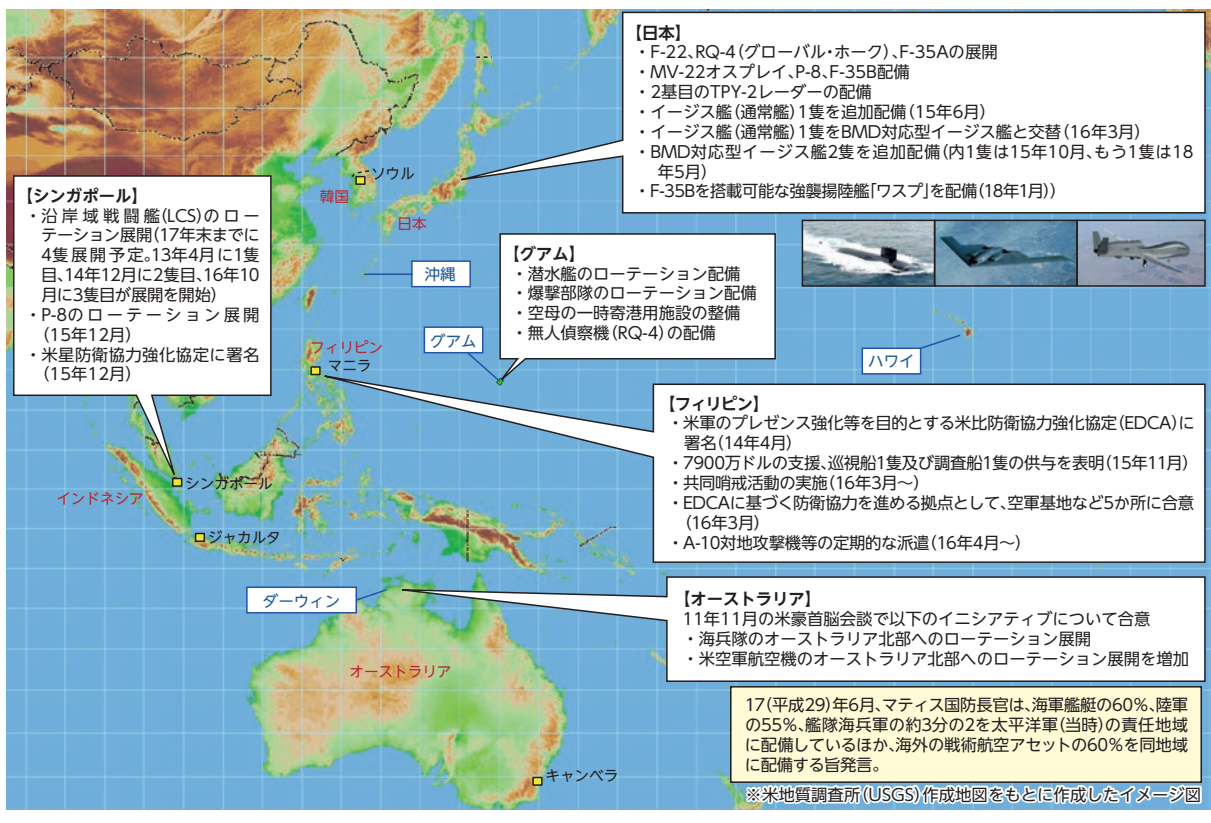 【日本】
・F-22、RQ-4(グローバル・ホーク)、F-35Aの展開
・MV-22オスプレイ、P-8、F-35B配備
・2基目のTPY-2レーダーの配備
・イージス艦(通常艦)1隻を追加配備(15年6月)
・イージス艦(通常艦)1隻をBMD対応型イージス艦と交替(16年3月)
・BMD対応型イージス艦2隻を追加配備(内1隻は15年10月、もう1隻は18
年5月)
・F-35Bを搭載可能な強襲揚陸艦「ワスプ」を配備(18年1月))
ソウル
韓国
日本
【シンガポール】
・沿岸域戦闘艦(LCS)のロー
テーション展開(17年末までに
4隻展開予定。13年4月に1隻
目、14年12月に2隻目、16年10
月に3隻目が展開を開始)
・P-8のローテーション展開
(15年12月)
・米星防衛協力強化協定に署名
(15年12月)
沖縄
【グアム】
・潜水艦のローテーション配備
・爆撃部隊のローテーション配備
・空母の一時寄港用施設の整備
・無人偵察機(RQ-4)の配備
グアム
フィリピン
マニラ
ハワイ
【フィリピン】
・米軍のプレゼンス強化等を目的とする米比防衛協力強化協定(EDCA)に
署名(14年4月)
・7900万ドルの支援、巡視船1隻及び調査船1隻の供与を表明(15年11月)
・共同哨戒活動の実施(16年3月〜)
・EDCAに基づく防衛協力を進める拠点として、空軍基地など5か所に合意
(16年3月)
・A-10対地攻撃機等の定期的な派遣(16年4月〜)
シンガポール
インドネシア
ジャカルタ
ダーウィン
【オーストラリア】
11年11月の米豪首脳会談で以下のイニシアティブについて合意
・海兵隊のオーストラリア北部へのローテーション展開
・米空軍航空機のオーストラリア北部へのローテーション展開を増加
オーストラリア
17(平成29)年6月、マティス国防長官は、海軍艦艇の60%、陸軍
の55%、艦隊海兵軍の約3分の2を太平洋軍(当時)の責任地域
に配備しているほか、海外の戦術航空アセットの60%を同地域
に配備する旨発言。
キャンベラ
※米地質調査所(USGS)作成地図をもとに作成したイメージ図